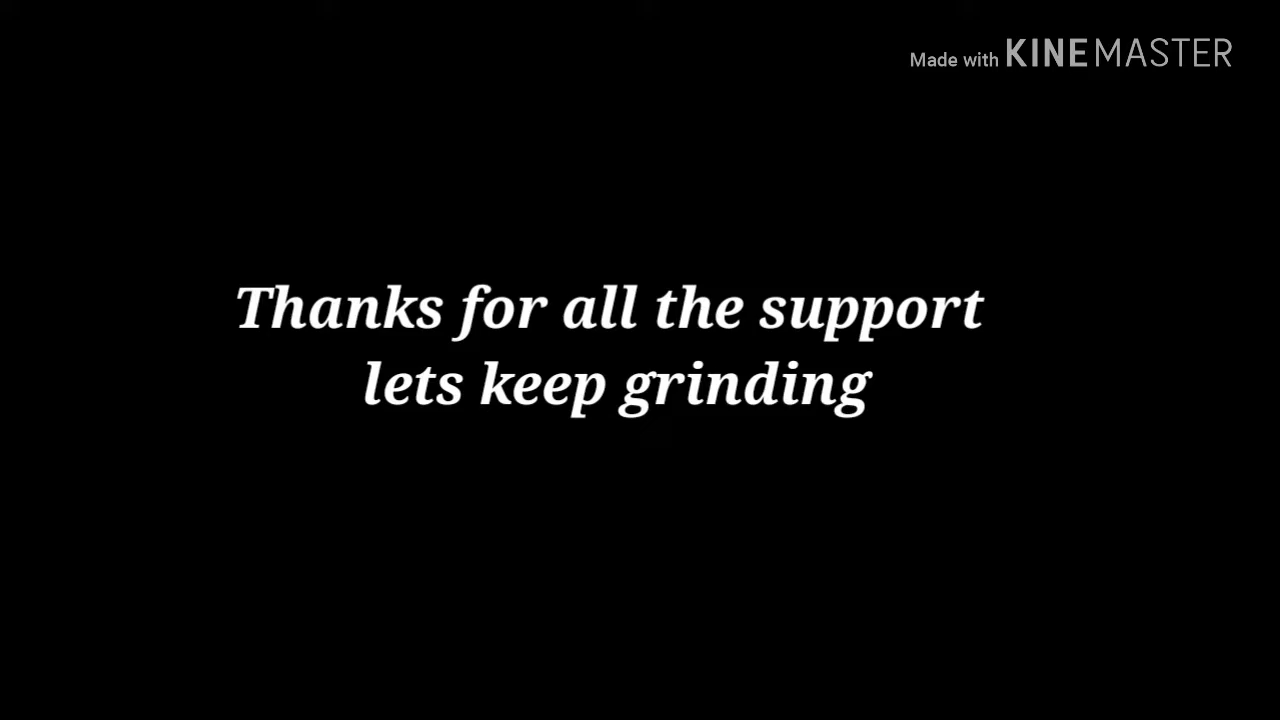 Made with KINEMASTER
Thanks for all the support
lets keep grinding